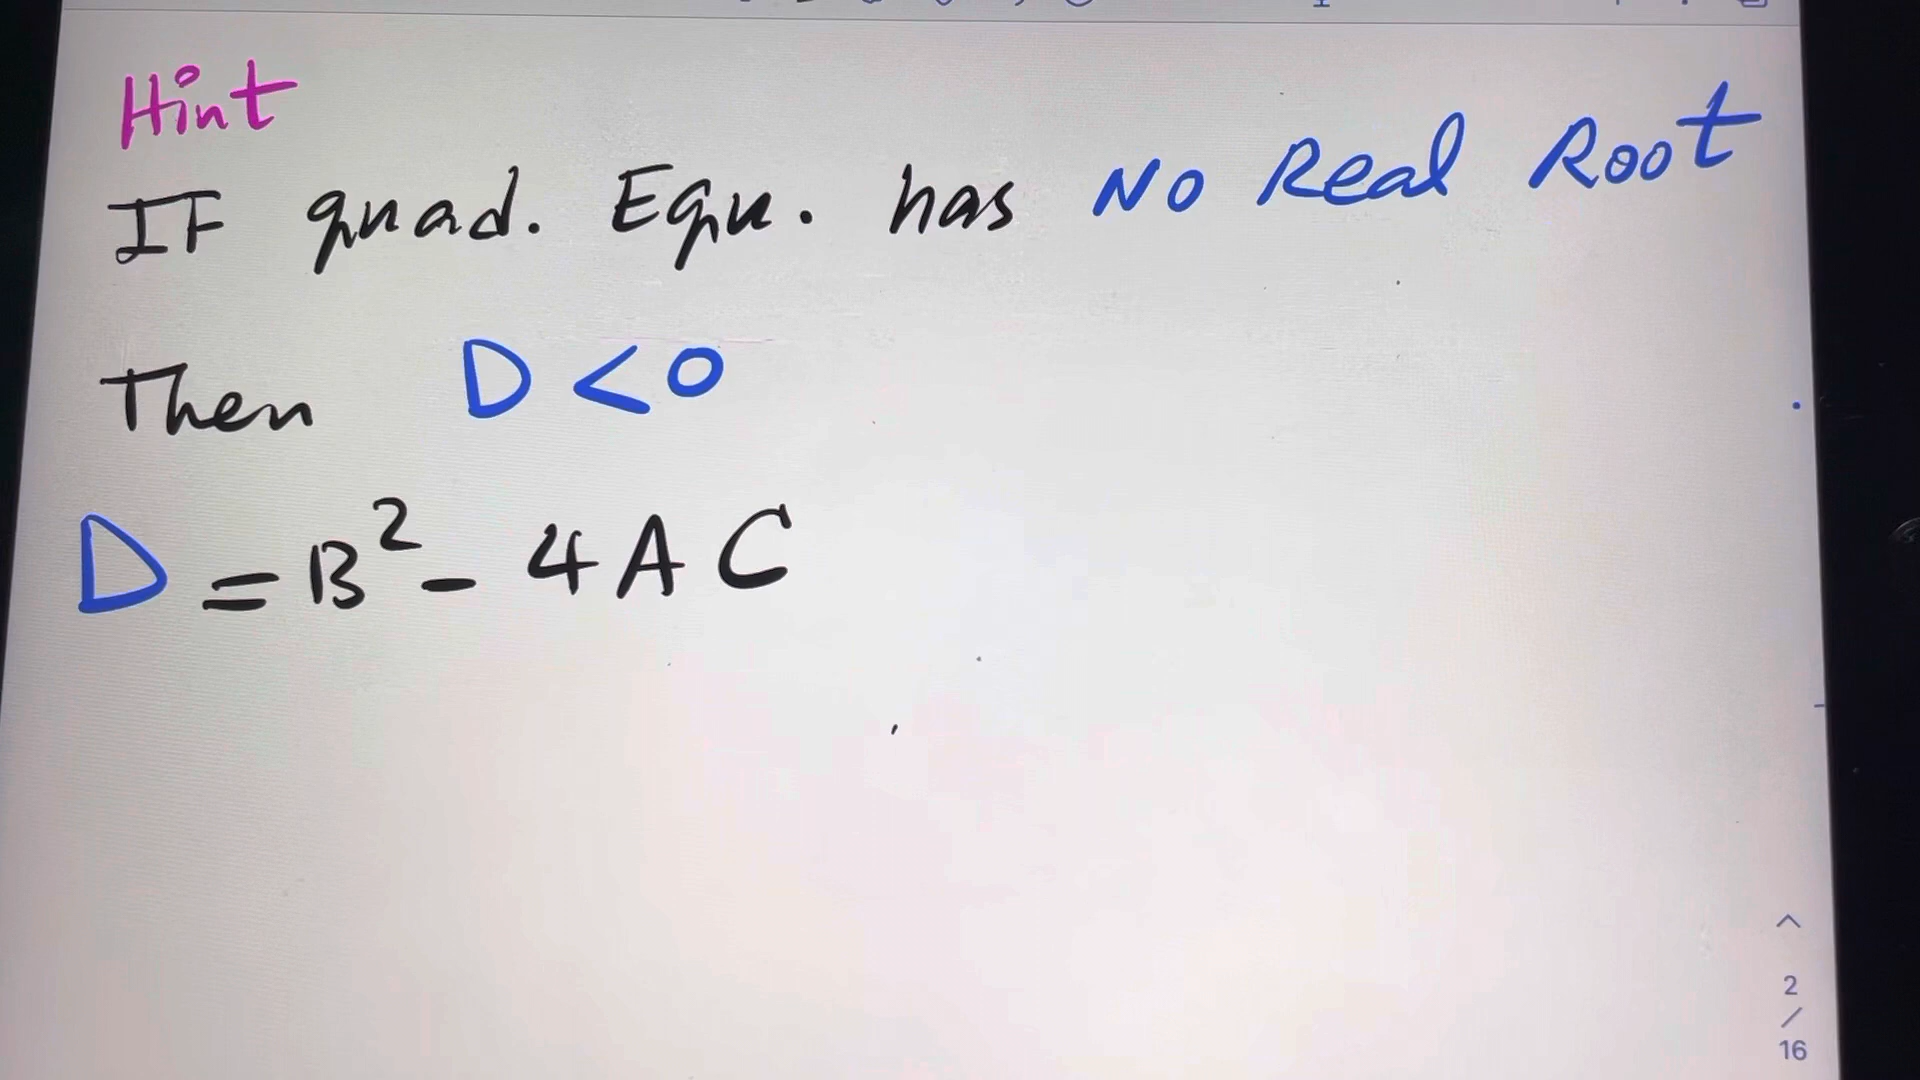 Hint
IF quad. Equ. has No Real Root
Then D<0
D = B² - 4AC
2
/
16